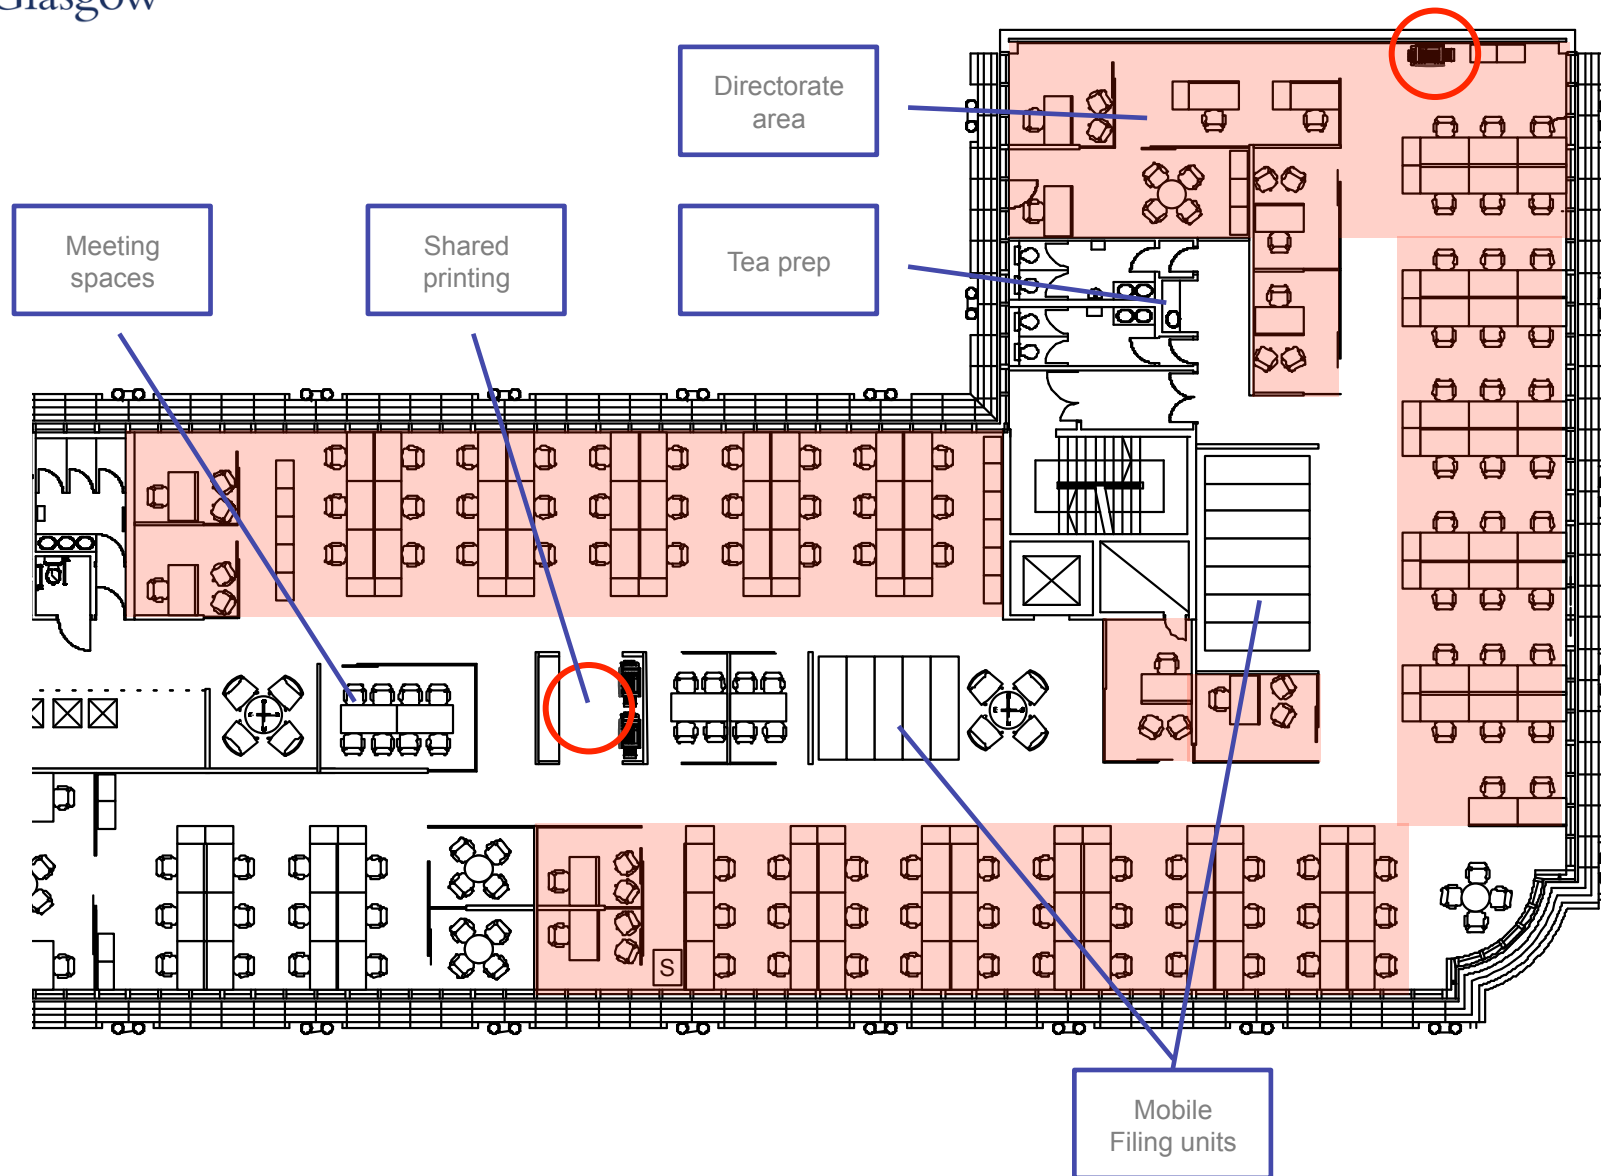 Glasgow
Directorate
area
Meeting
spaces
Shared
printing
Tea prep
S
Mobile
Filing units